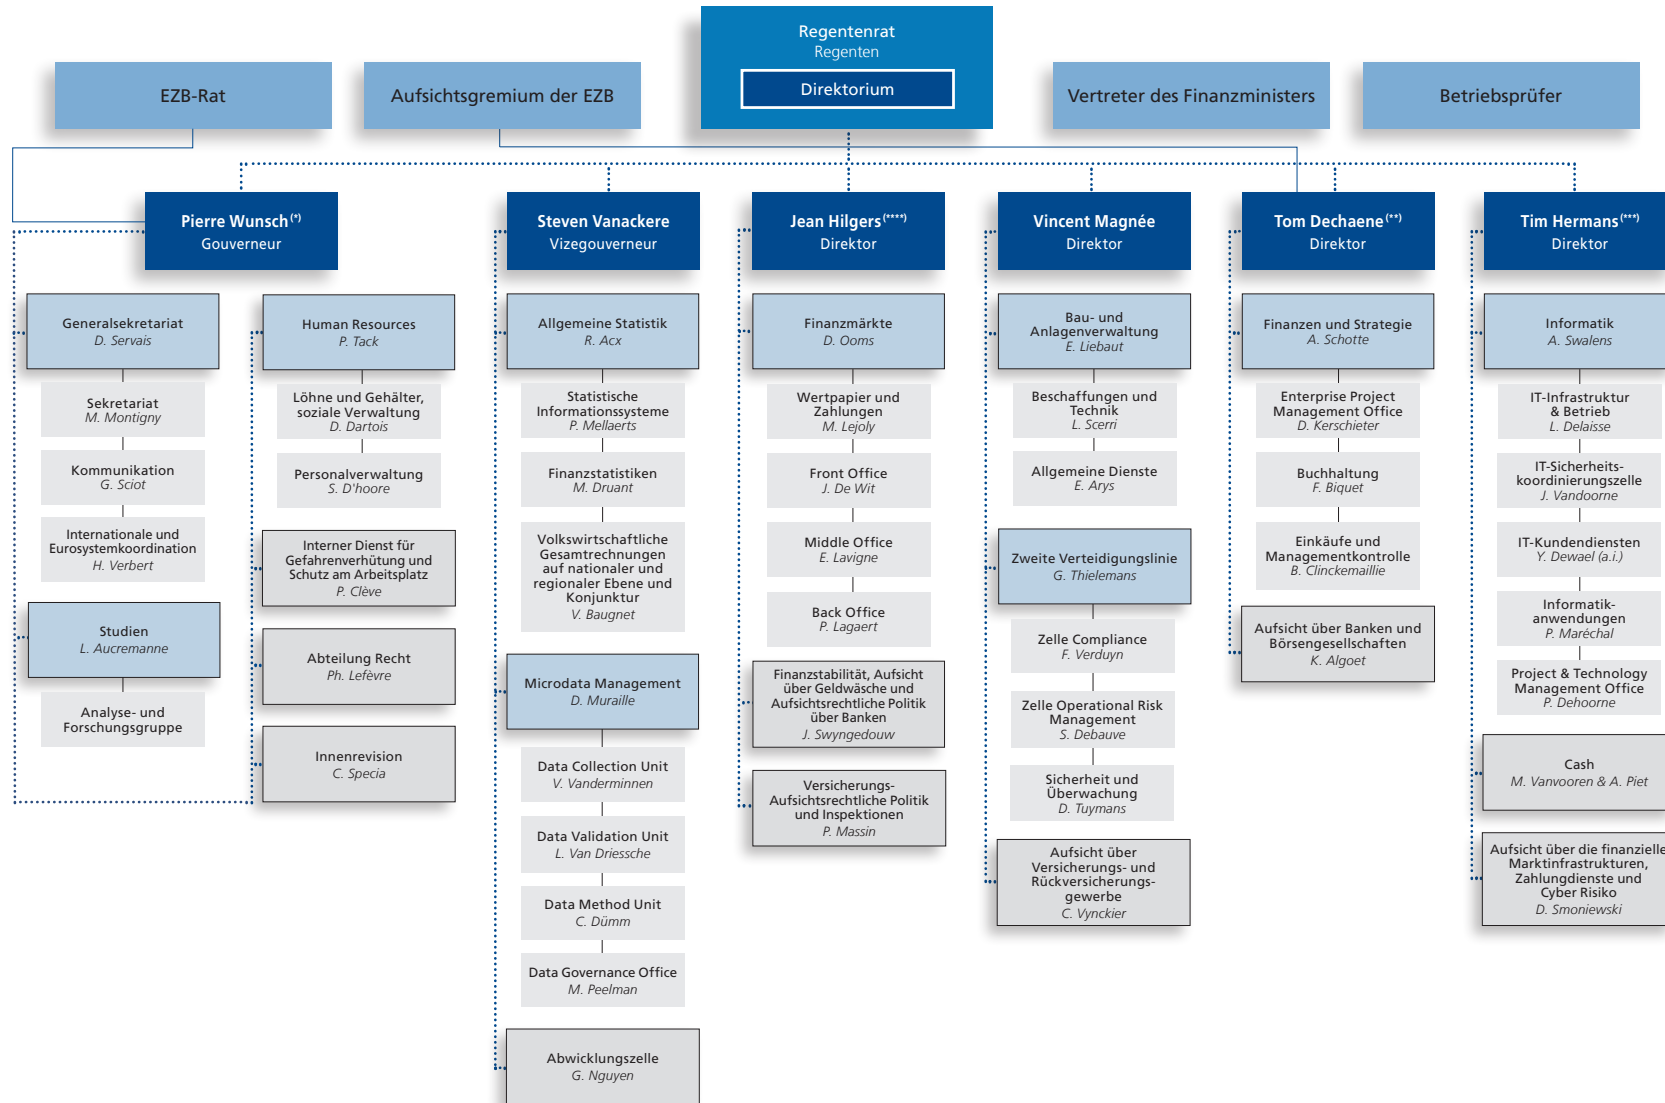 Regentenrat
Regenten
Direktorium
EZB-Rat
Aufsichtsgremium der EZB
Vertreter des Finanzministers
Betriebsprüfer
Pierre Wunsch(*)
Gouverneur
Steven Vanackere
Vizegouverneur
Jean Hilgers(****)
Direktor
Vincent Magnée
Direktor
Tom Dechaene(**)
Direktor
Tim Hermans(***)
Direktor
Generalsekretariat
D. Servais
Sekretariat
M. Montigny
Kommunikation
G. Sciot
Internationale und
Eurosystemkoordination
H. Verbert
Studien
L. Aucremanne
Analyse- und
Forschungsgruppe
Human Resources
P. Tack
Löhne und Gehälter,
soziale Verwaltung
D. Dartois
Personalverwaltung
S. D'hoore
Interner Dienst für
Gefahrenverhütung und
Schutz am Arbeitsplatz
P. Clève
Abteilung Recht
Ph. Lefèvre
Innenrevision
C. Specia
Allgemeine Statistik
R. Acx
Statistische
Informationssysteme
P. Mellaerts
Finanzstatistiken
M. Druant
Volkswirtschaftliche
Gesamtrechnungen
auf nationaler und
regionaler Ebene und
Konjunktur
V. Baugnet
Microdata Management
D. Muraille
Data Collection Unit
V. Vanderminnen
Data Validation Unit
L. Van Driessche
Data Method Unit
C. Dümm
Data Governance Office
M. Peelman
Abwicklungszelle
G. Nguyen
Finanzmärkte
D. Ooms
Wertpapier und
Zahlungen
M. Lejoly
Front Office
J. De Wit
Middle Office
E. Lavigne
Back Office
P. Lagaert
Finanzstabilität, Aufsicht
über Geldwäsche und
Aufsichtsrechtliche Politik
über Banken
J. Swyngedouw
Versicherungs-
Aufsichtsrechtliche Politik
und Inspektionen
P. Massin
Bau- und
Anlagenverwaltung
E. Liebaut
Beschaffungen und
Technik
L. Scerri
Allgemeine Dienste
E. Arys
Zweite Verteidigungslinie
G. Thielemans
Zelle Compliance
F. Verduyn
Zelle Operational Risk
Management
S. Debauve
Sicherheit und
Überwachung
D. Tuymans
Aufsicht über
Versicherungs- und
Rückversicherungs-
gewerbe
C. Vynckier
Finanzen und Strategie
A. Schotte
Enterprise Project
Management Office
D. Kerschieter
Buchhaltung
F. Biquet
Einkäufe und
Managementkontrolle
B. Clinckemaillie
Aufsicht über Banken und
Börsengesellschaften
K. Algoet
Informatik
A. Swalens
IT-Infrastruktur
& Betrieb
L. Delaisse
IT-Sicherheits-
koordinierungszelle
J. Vandoorne
IT-Kundendiensten
Y. Dewael (a.i.)
Informatik-
anwendungen
P. Maréchal
Project & Technology
Management Office
P. Dehoorne
Cash
M. Vanvooren & A. Piet
Aufsicht über die finanzielle
Marktinfrastrukturen,
Zahlungdienste und
Cyber Risiko
D. Smoniewski